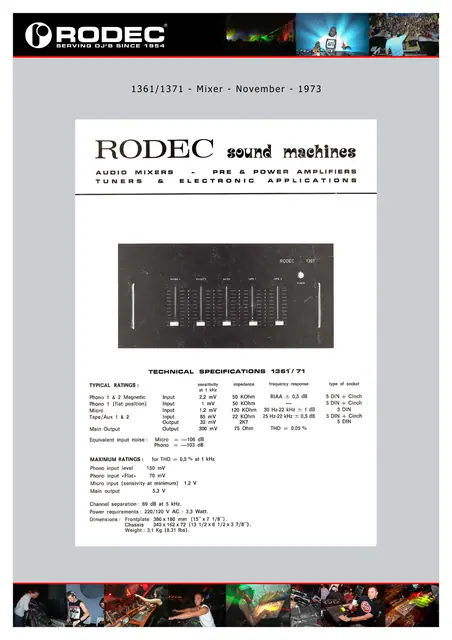 RODEC®
SERVING DJ'S SINCE 1954
1361/1371 - Mixer - November - 1973
RODEC sound machines
AUDIO MIXERS - PRE & POWER AMPLIFIERS
TUNERS & ELECTRONIC APPLICATIONS
RODEC 1361
TECHNICAL SPECIFICATIONS 1361/71
TYPICAL RATINGS : sensitivity at 1 kHz impedance frequency response type of socket
Phono 1 & 2 Magnetic Input 2,2 mV 50 KOhm RIAA ± 0,5 dB 5 DIN + Cinch
Phono 1 (flat position) Input 1 mV 50 KOhm — 5 DIN + Cinch
Micro Input 1.2 mV 120 KOhm 30 Hz-22 kHz ± 1 dB 3 DIN
Tape/Aux 1 & 2 Input 85 mV 22 KOhm 25 Hz-22 kHz ± 0,5 dB 5 DIN + Cinch
Output 32 mV 2K7 5 DIN
Main Output Output 300 mV 75 Ohm THD = 0.05 %
Equivalent input noise : Micro = —106 dB
Phono = —103 dB
MAXIMUM RATINGS : for THD = 0,5 % at 1 kHz
Phono input level 150 mV
Phono input «Flat» 70 mV
Micro input (sensivity at minimum) 1,2 V
Main output 5,3 V
Channel separation : 69 dB at 5 kHz.
Power requirements : 220/120 V AC : 3,3 Watt.
Dimensions : Frontplate 380 x 180 mm (15" x 7 1/8").
Chassis 343 x 162 x 72 (13 1/2 x 6 1/2 x 2 7/8").
Weight : 3,1 Kg (8,31 lbs).